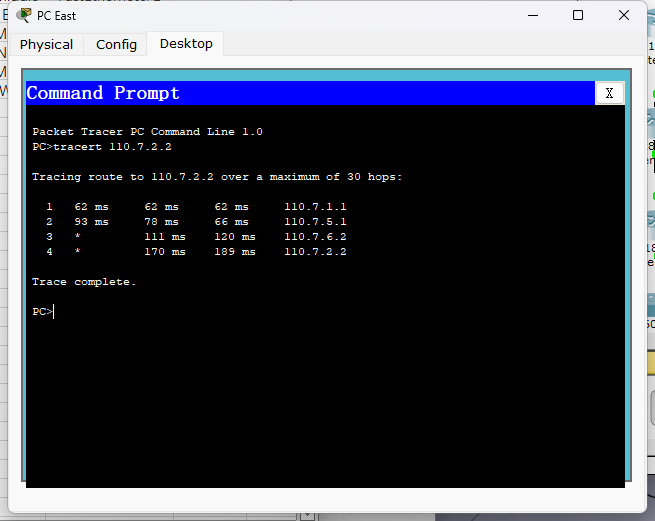 PC East
Physical Config Desktop
Command Prompt
X
Packet Tracer PC Command Line 1.0
PC>tracert 110.7.2.2
Tracing route to 110.7.2.2 over a maximum of 30 hops:
1 62 ms 62 ms 62 ms 110.7.1.1
2 93 ms 78 ms 66 ms 110.7.5.1
3 * 111 ms 120 ms 110.7.6.2
4 * 170 ms 189 ms 110.7.2.2
Trace complete.
PC>